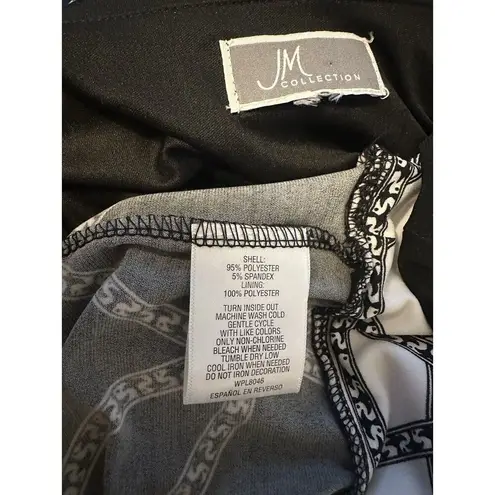 JM
COLLECTION
SHELL:
95% POLYESTER
5% SPANDEX
LINING:
100% POLYESTER
TURN INSIDE OUT
MACHINE WASH COLD
GENTLE CYCLE
WITH LIKE COLORS
ONLY NON-CHLORINE
BLEACH WHEN NEEDED
TUMBLE DRY LOW
COOL IRON WHEN NEEDED
DO NOT IRON DECORATION
WPL8046
ESPAÑOL EN REVERSO